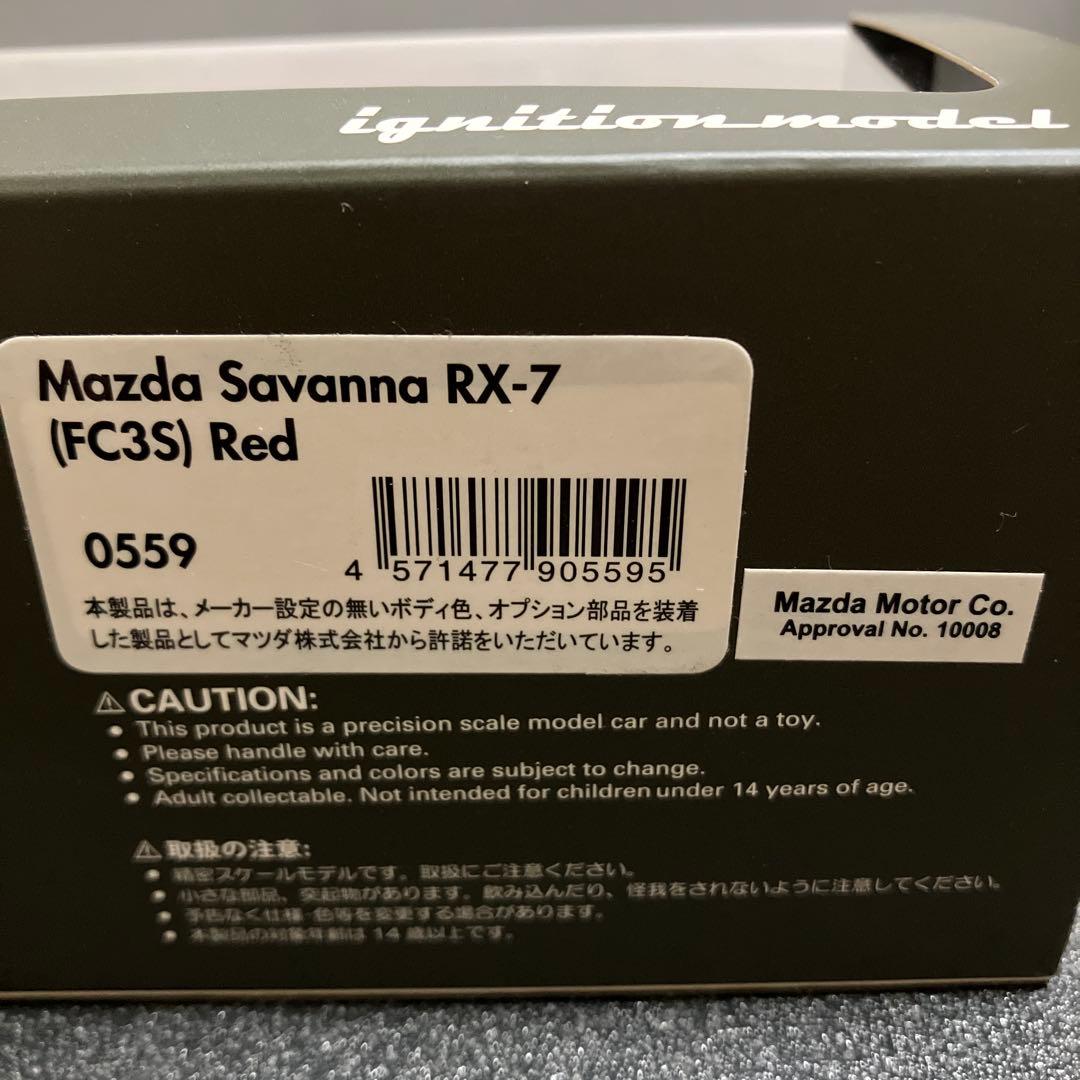 ignition model
Mazda Savanna RX-7
(FC3S) Red
0559
4 571477 905595
本製品は、メーカー設定の無いボディ色、オプション部品を装着
した製品としてマツダ株式会社から許諾をいただいています。
Mazda Motor Co.
Approval No. 10008
⚠CAUTION:
● This product is a precision scale model car and not a toy.
● Please handle with care.
● Specifications and colors are subject to change.
● Adult collectable. Not intended for children under 14 years of age.
⚠ 取扱の注意:
● 精密スケールモデルです。取扱にご注意ください。
● 小さな部品、突起物があります。飲み込んだり、怪我をされないように注意してください。
● 予告なく仕様・色等を変更する場合があります。
● 本製品の対象年齢は14歳以上です。